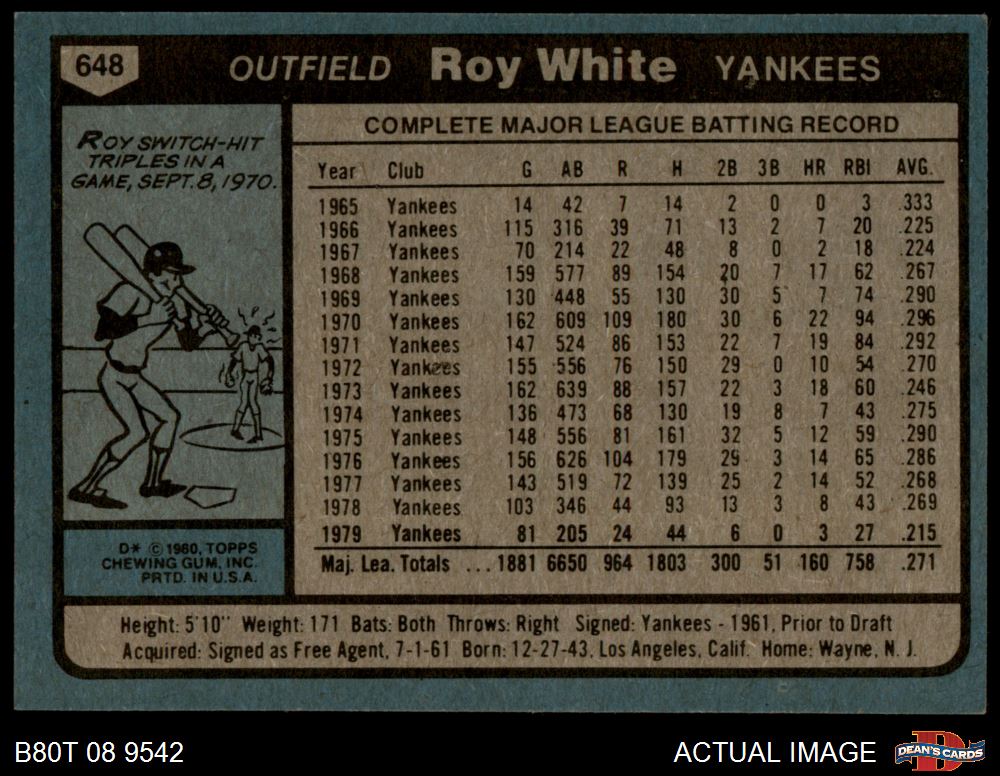 648 OUTFIELD Roy White YANKEES
ROY SWITCH-HIT
TRIPLES IN A
GAME, SEPT. 8, 1970.
D* © 1980, TOPPS
CHEWING GUM, INC.
PRTD. IN U.S.A.
COMPLETE MAJOR LEAGUE BATTING RECORD
Year Club G AB R H 2B 3B HR RBI AVG.
1965 Yankees 14 42 7 14 2 0 0 3 .333
1966 Yankees 115 316 39 71 13 2 7 20 .225
1967 Yankees 70 214 22 48 8 0 2 18 .224
1968 Yankees 159 577 89 154 20 7 17 62 .267
1969 Yankees 130 448 55 130 30 5 7 74 .290
1970 Yankees 162 609 109 180 30 6 22 94 .296
1971 Yankees 147 524 86 153 22 7 19 84 .292
1972 Yankees 155 556 76 150 29 0 10 54 .270
1973 Yankees 162 639 88 157 22 3 18 60 .246
1974 Yankees 136 473 68 130 19 8 7 43 .275
1975 Yankees 148 556 81 161 32 5 12 59 .290
1976 Yankees 156 626 104 179 29 3 14 65 .286
1977 Yankees 143 519 72 139 25 2 14 52 .268
1978 Yankees 103 346 44 93 13 3 8 43 .269
1979 Yankees 81 205 24 44 6 0 3 27 .215
Maj. Lea. Totals ... 1881 6650 964 1803 300 51 160 758 .271
Height: 5'10" Weight: 171 Bats: Both Throws: Right Signed: Yankees - 1961, Prior to Draft
Acquired: Signed as Free Agent, 7-1-61 Born: 12-27-43, Los Angeles, Calif. Home: Wayne, N. J.
B80T 08 9542 ACTUAL IMAGE DEAN'S CARDS